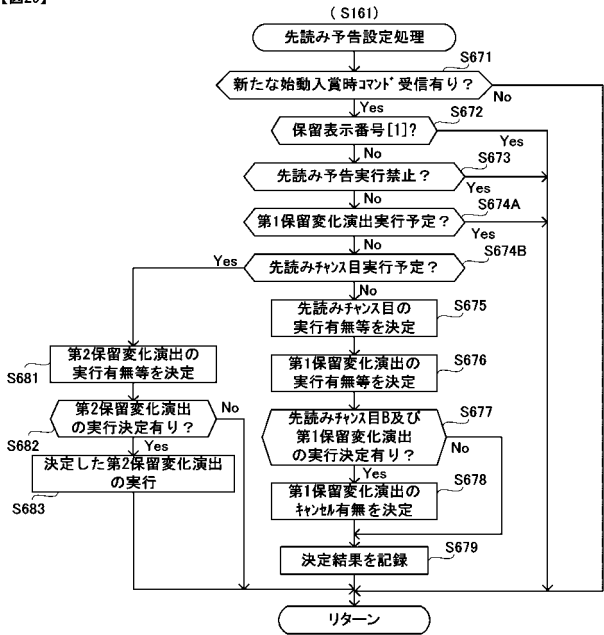 (S161)
先読み予告設定処理
S671
新たな始動入賞時ｺﾏﾝﾄﾞ受信有り？
No
Yes
S672
保留表示番号[1]？
Yes
No
S673
先読み予告実行禁止？
Yes
No
S674A
第1保留変化演出実行予定？
Yes
No
S674B
先読みﾁｬﾝｽ目実行予定？
Yes
No
先読みﾁｬﾝｽ目の
実行有無等を決定
S675
第1保留変化演出の
実行有無等を決定
S676
先読みﾁｬﾝｽ目B及び
第1保留変化演出
の実行決定有り？
S677
No
Yes
第1保留変化演出の
ｷｬﾝｾﾙ有無を決定
S678
決定結果を記録
S679
第2保留変化演出の
実行有無等を決定
S681
第2保留変化演出
の実行決定有り？
S682
No
Yes
決定した第2保留変化演出
の実行
S683
リターン